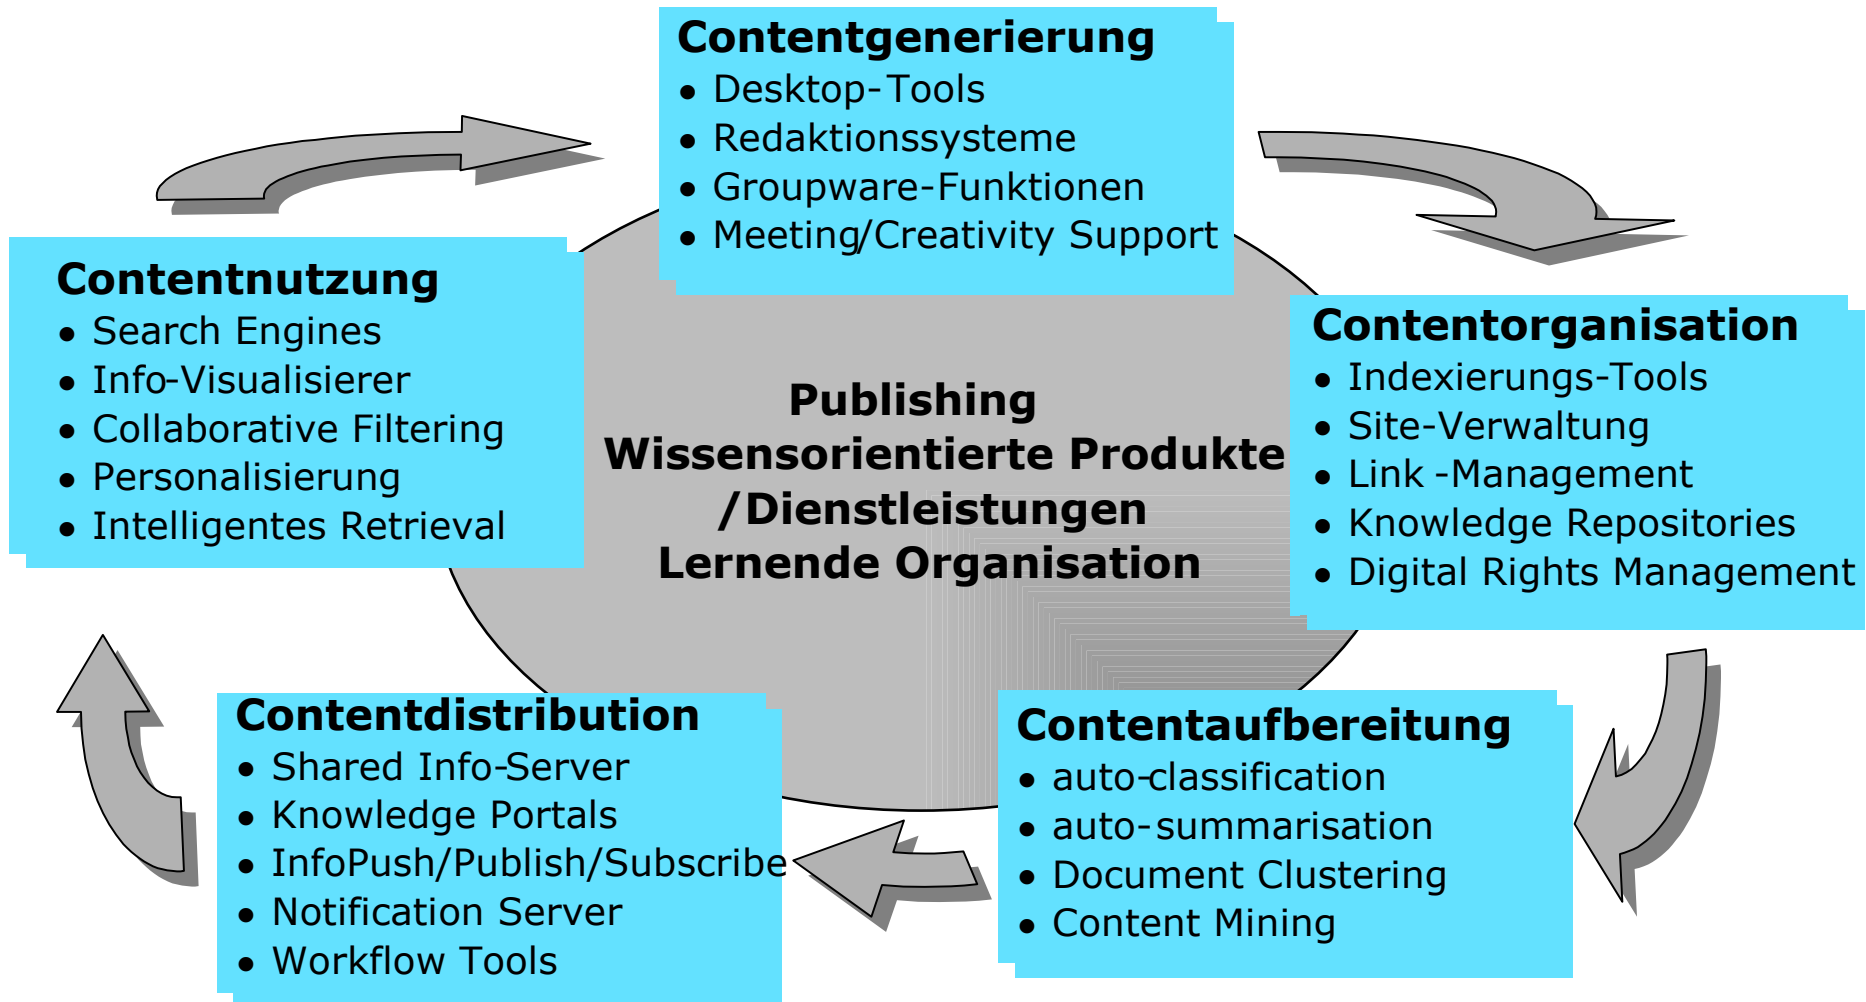 Contentgenerierung
• Desktop-Tools
• Redaktionssysteme
• Groupware-Funktionen
• Meeting/Creativity Support
Contentnutzung
• Search Engines
• Info-Visualisierer
• Collaborative Filtering
• Personalisierung
• Intelligentes Retrieval
Publishing
Wissensorientierte Produkte
/Dienstleistungen
Lernende Organisation
Contentorganisation
• Indexierungs-Tools
• Site-Verwaltung
• Link -Management
• Knowledge Repositories
• Digital Rights Management
Contentdistribution
• Shared Info-Server
• Knowledge Portals
• InfoPush/Publish/Subscribe
• Notification Server
• Workflow Tools
Contentaufbereitung
• auto-classification
• auto-summarisation
• Document Clustering
• Content Mining